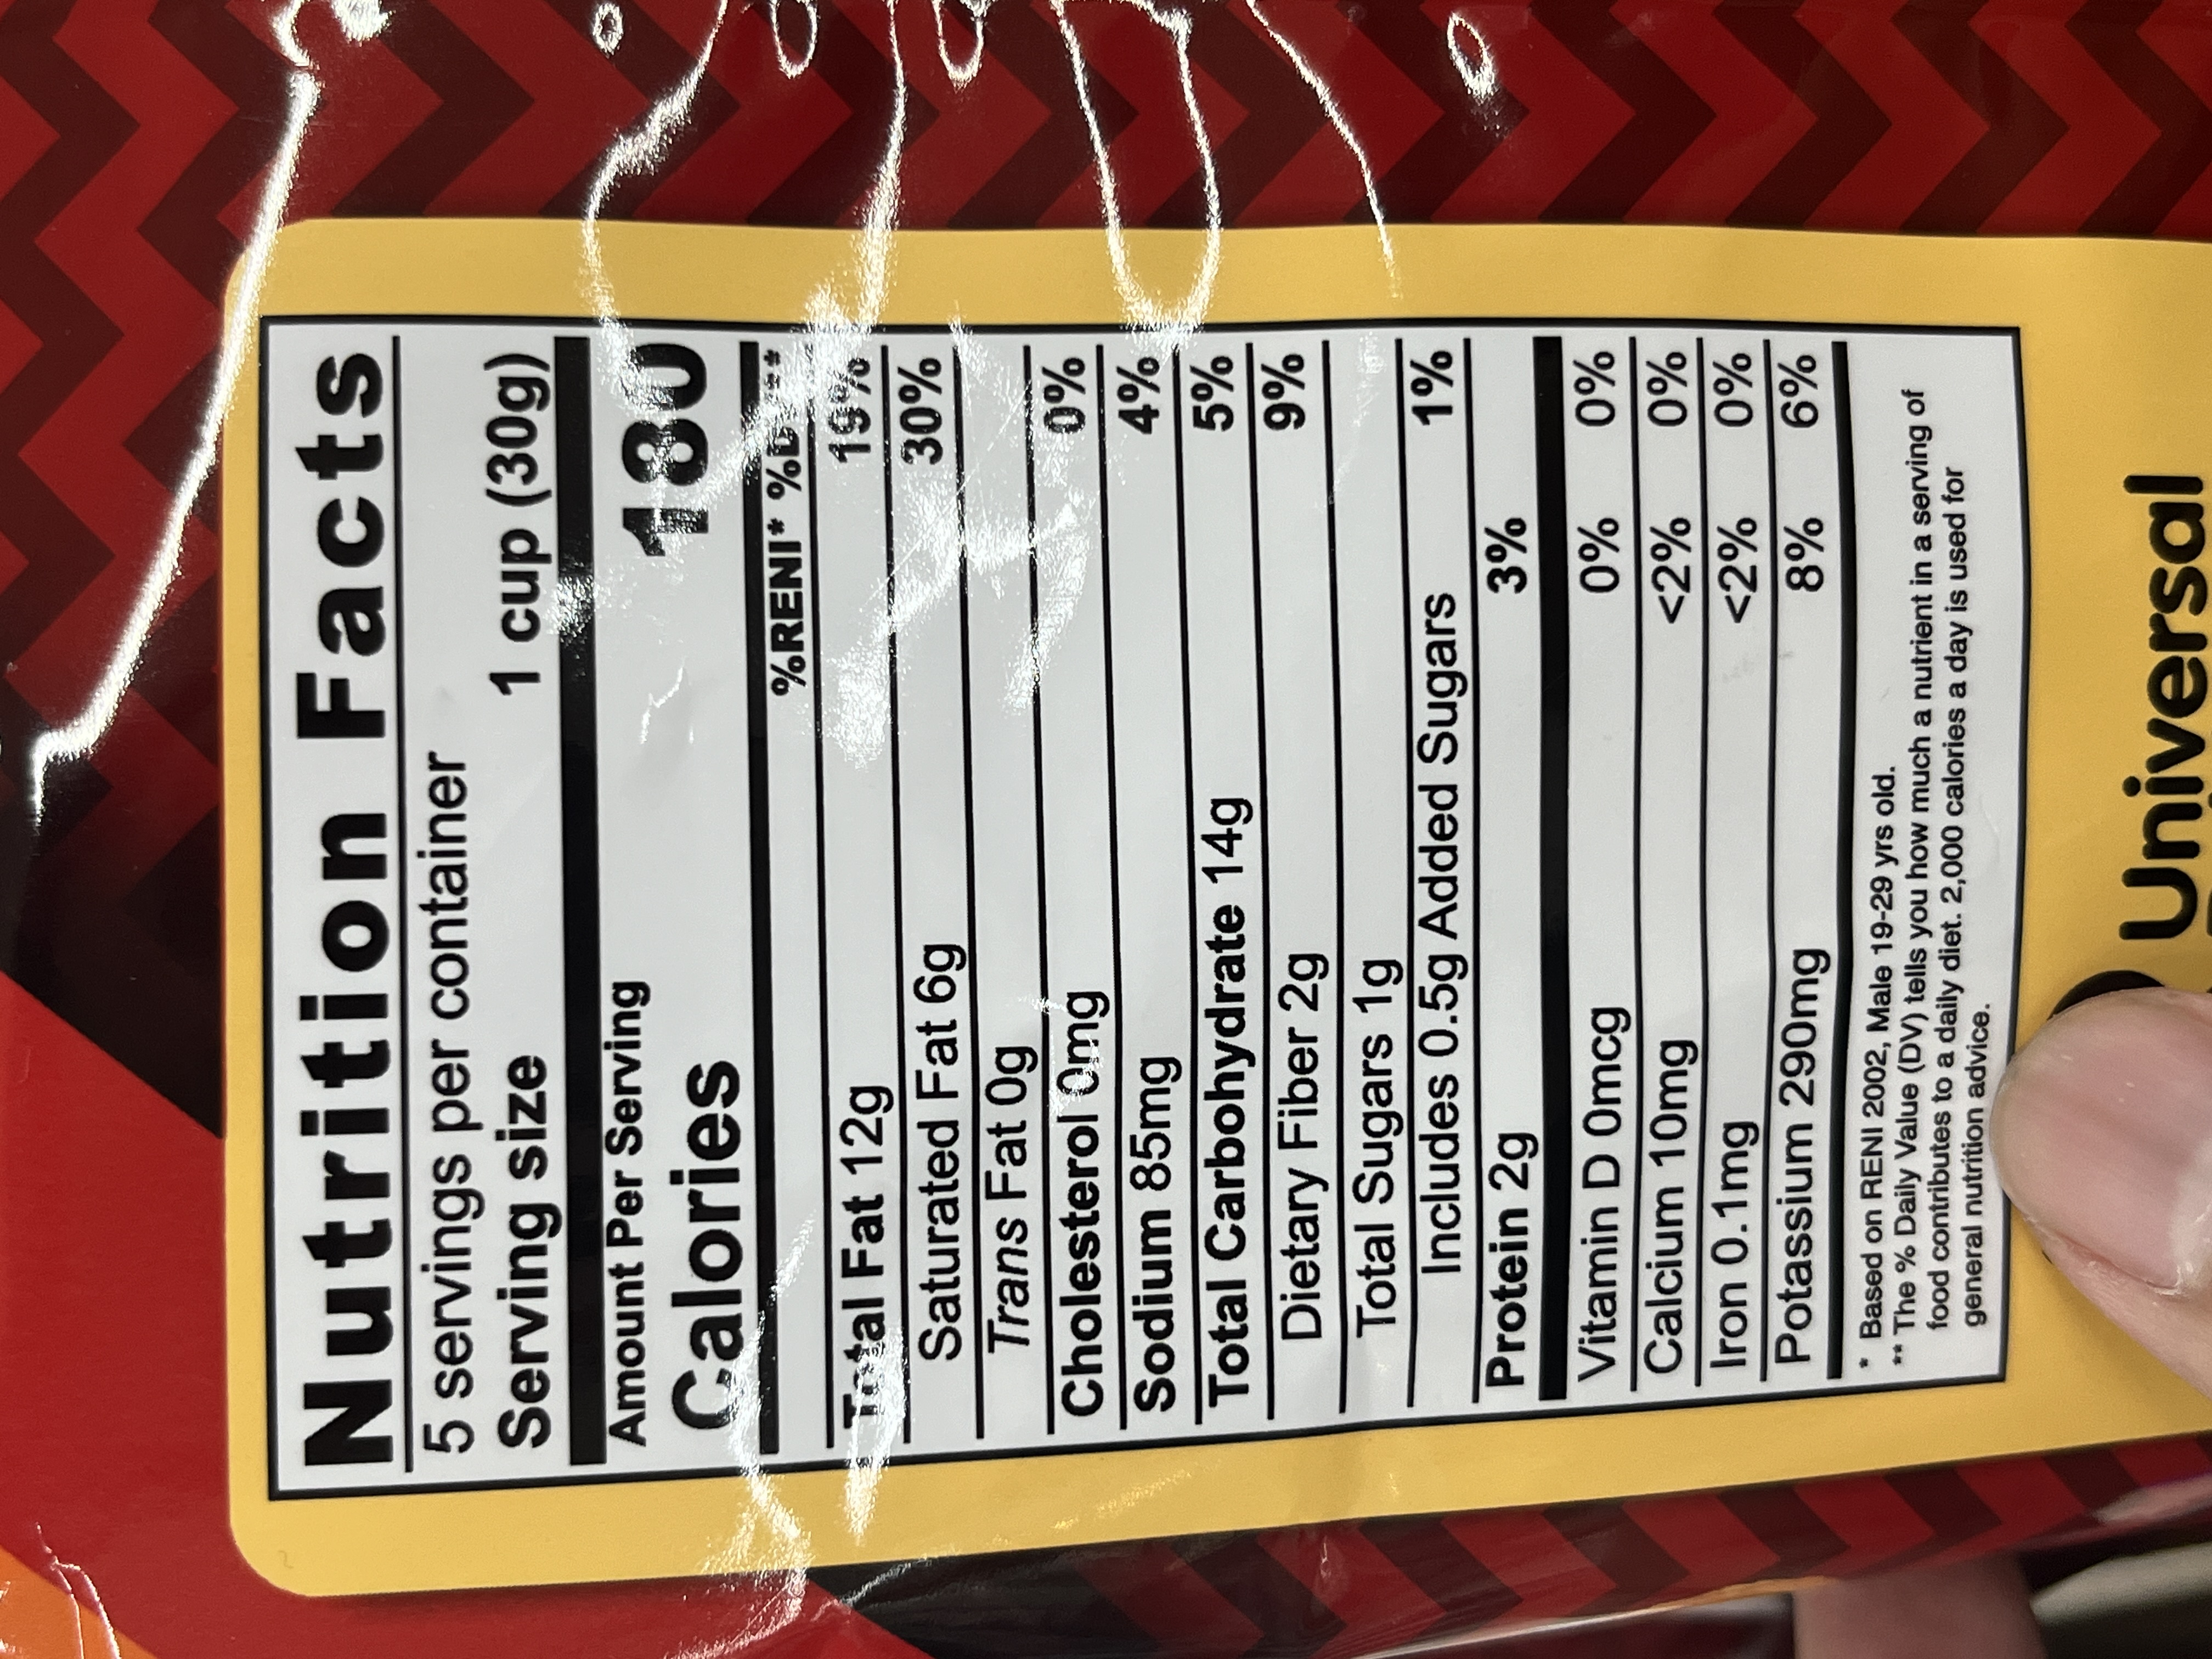 Nutrition Facts
5 servings per container
Serving size 1 cup (30g)
Amount Per Serving
Calories 180
%RENI* %DV**
Total Fat 12g 19%
Saturated Fat 6g 30%
Trans Fat 0g
Cholesterol 0mg 0%
Sodium 85mg 4%
Total Carbohydrate 14g 5%
Dietary Fiber 2g 9%
Total Sugars 1g
Includes 0.5g Added Sugars 1%
Protein 2g 3%
Vitamin D 0mcg 0% 0%
Calcium 10mg <2% 0%
Iron 0.1mg <2% 0%
Potassium 290mg 8% 6%
* Based on RENI 2002, Male 19-29 yrs old.
** The % Daily Value (DV) tells you how much a nutrient in a serving of
food contributes to a daily diet. 2,000 calories a day is used for
general nutrition advice.
Universal